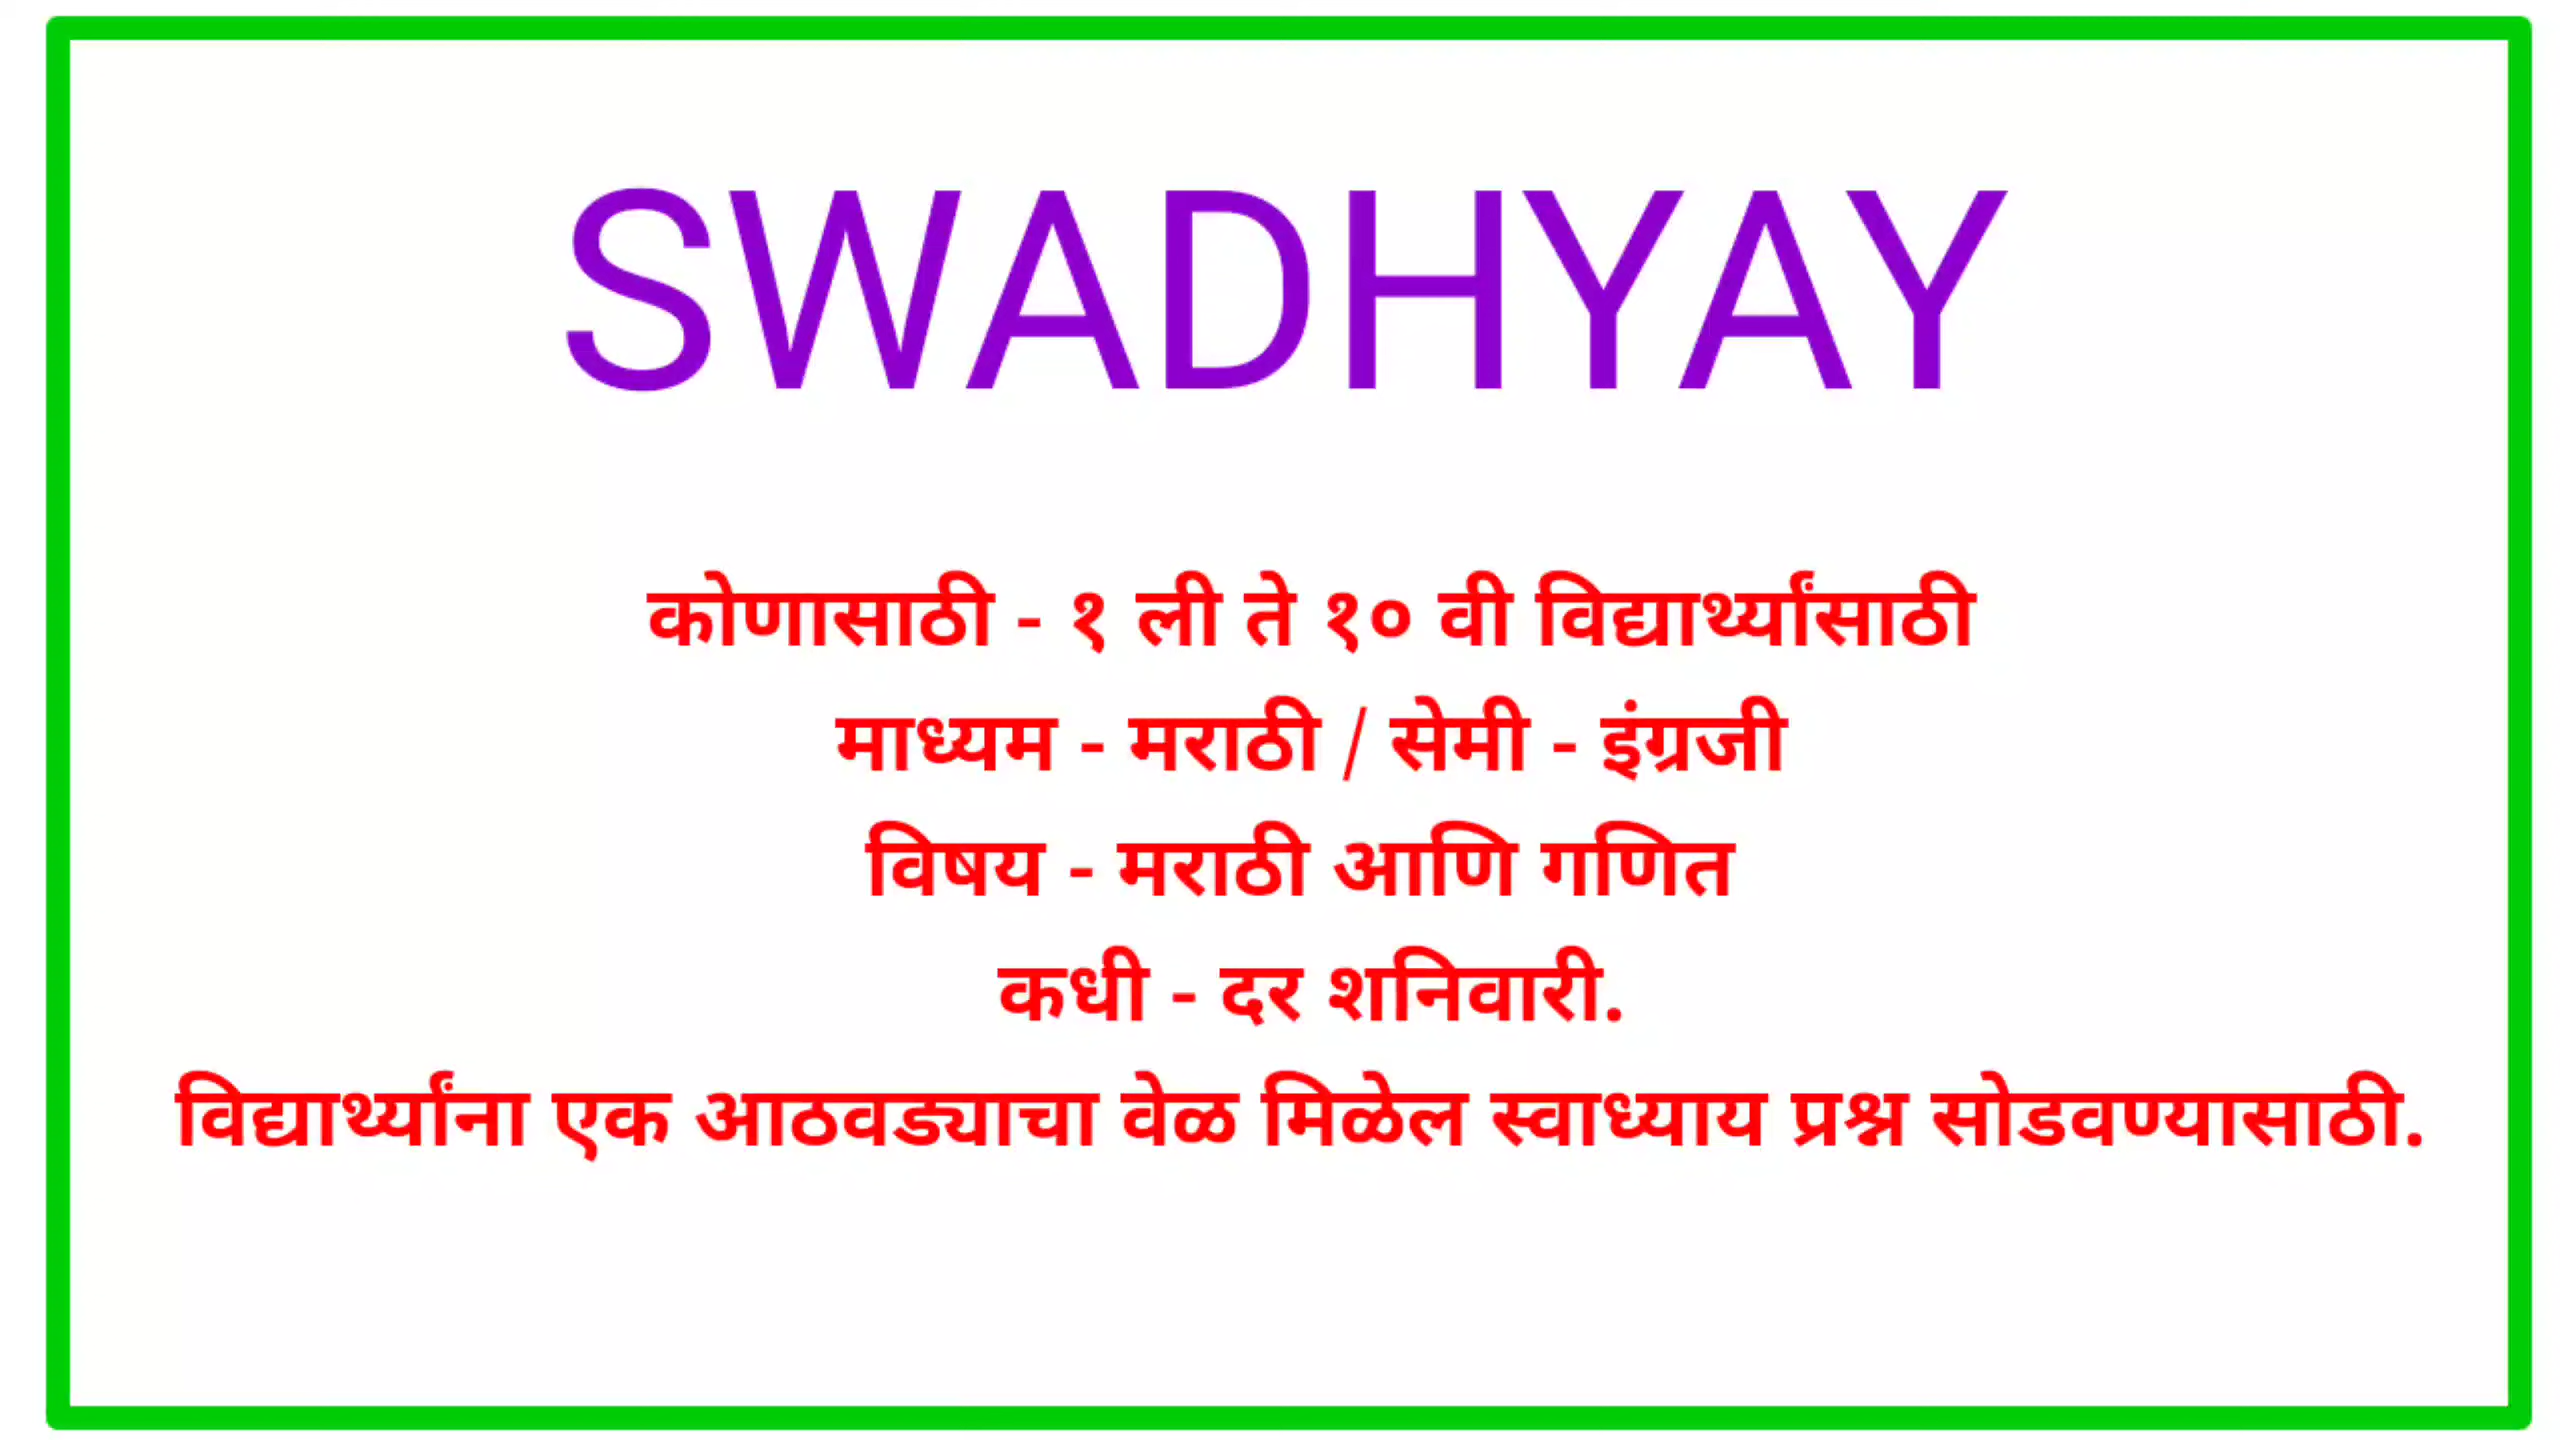 SWADHYAY
कोणासाठी - १ ली ते १० वी विद्यार्थ्यांसाठी
माध्यम - मराठी / सेमी - इंग्रजी
विषय - मराठी आणि गणित
कधी - दर शनिवारी.
विद्यार्थ्यांना एक आठवड्याचा वेळ मिळेल स्वाध्याय प्रश्न सोडवण्यासाठी.